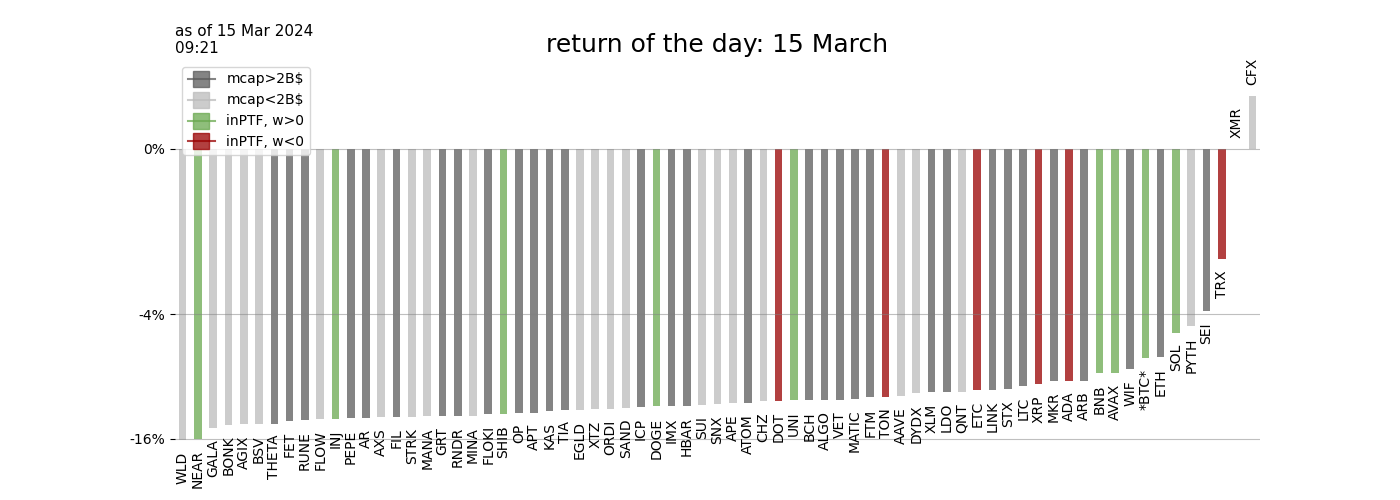 as of 15 Mar 2024
09:21
return of the day: 15 March
mcap>2B$
mcap<2B$
inPTF, w>0
inPTF, w<0
0%
-4%
-16%
WLD
NEAR
GALA
BONK
AGIX
BSV
THETA
FET
RUNE
FLOW
INJ
PEPE
AR
AXS
FIL
STRK
MANA
GRT
RNDR
MINA
FLOKI
SHIB
OP
APT
KAS
TIA
EGLD
XTZ
ORDI
SAND
ICP
DOGE
IMX
HBAR
SUI
SNX
APE
ATOM
CHZ
DOT
UNI
BCH
ALGO
VET
MATIC
FTM
TON
AAVE
DYDX
XLM
LDO
QNT
ETC
LINK
STX
LTC
XRP
MKR
ADA
ARB
BNB
AVAX
WIF
*BTC*
ETH
SOL
PYTH
SEI
TRX
XMR
CFX